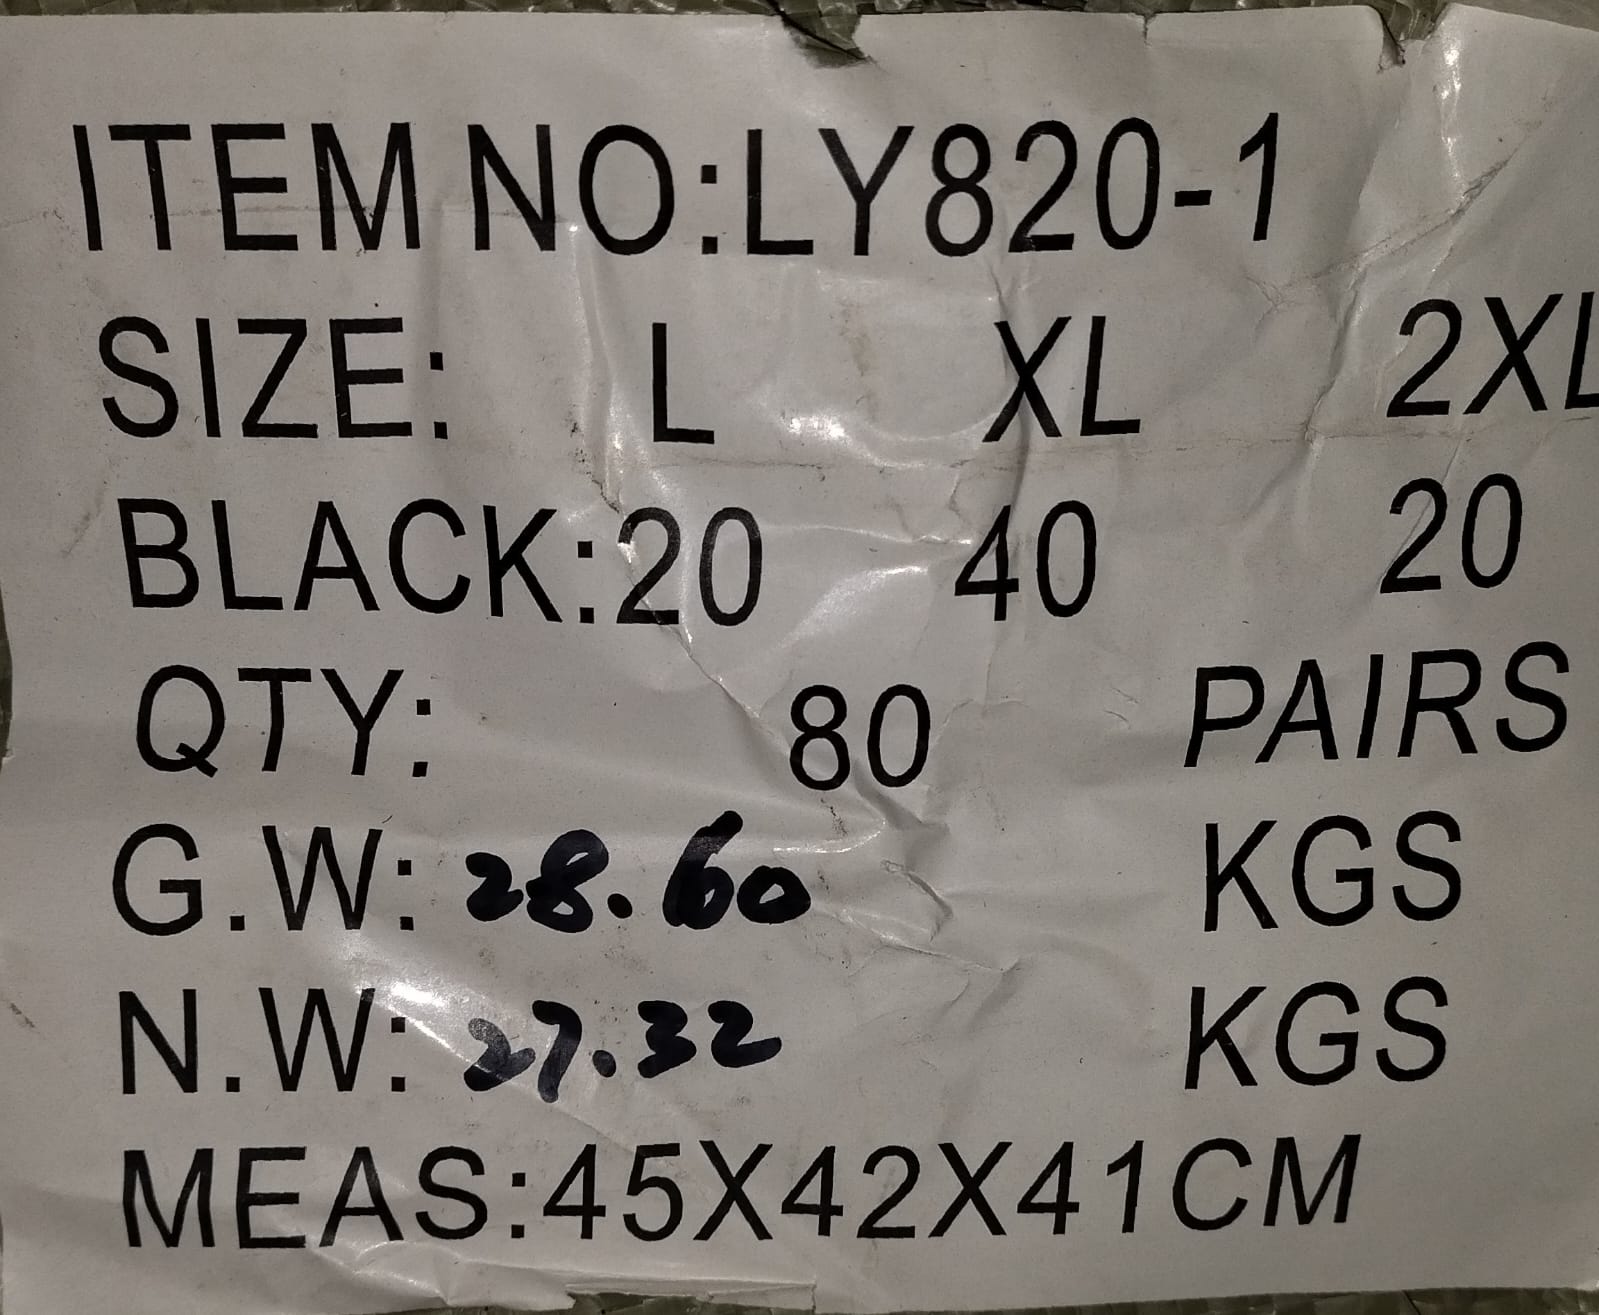 ITEM NO:LY820-1
SIZE: L XL 2XL
BLACK:20 40 20
QTY: 80 PAIRS
G.W: 28.60 KGS
N.W: 27.32 KGS
MEAS:45X42X41CM